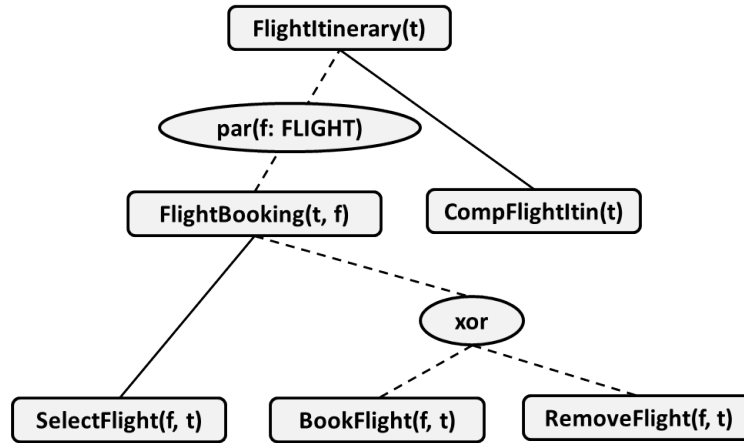 FlightItinerary(t)
par(f: FLIGHT)
FlightBooking(t, f)
CompFlightItin(t)
xor
SelectFlight(f, t)
BookFlight(f, t)
RemoveFlight(f, t)